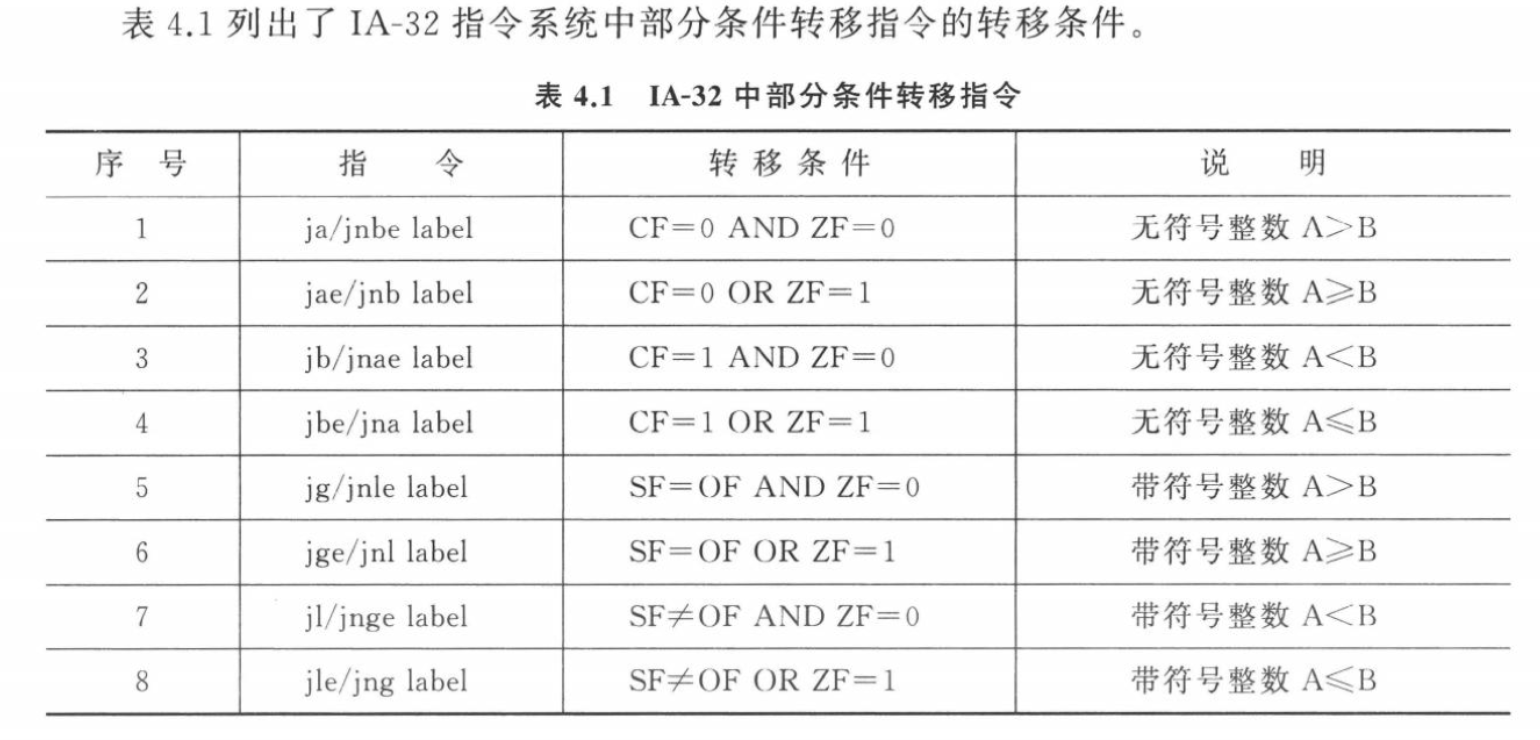 表 4.1 列出了 IA-32 指令系统中部分条件转移指令的转移条件。
表 4.1 IA-32 中部分条件转移指令
序 号 指 令 转 移 条 件 说 明
1 ja/jnbe label CF=0 AND ZF=0 无符号整数 A>B
2 jae/jnb label CF=0 OR ZF=1 无符号整数 A≥B
3 jb/jnae label CF=1 AND ZF=0 无符号整数 A<B
4 jbe/jna label CF=1 OR ZF=1 无符号整数 A≤B
5 jg/jnle label SF=OF AND ZF=0 带符号整数 A>B
6 jge/jnl label SF=OF OR ZF=1 带符号整数 A≥B
7 jl/jnge label SF≠OF AND ZF=0 带符号整数 A<B
8 jle/jng label SF≠OF OR ZF=1 带符号整数 A≤B